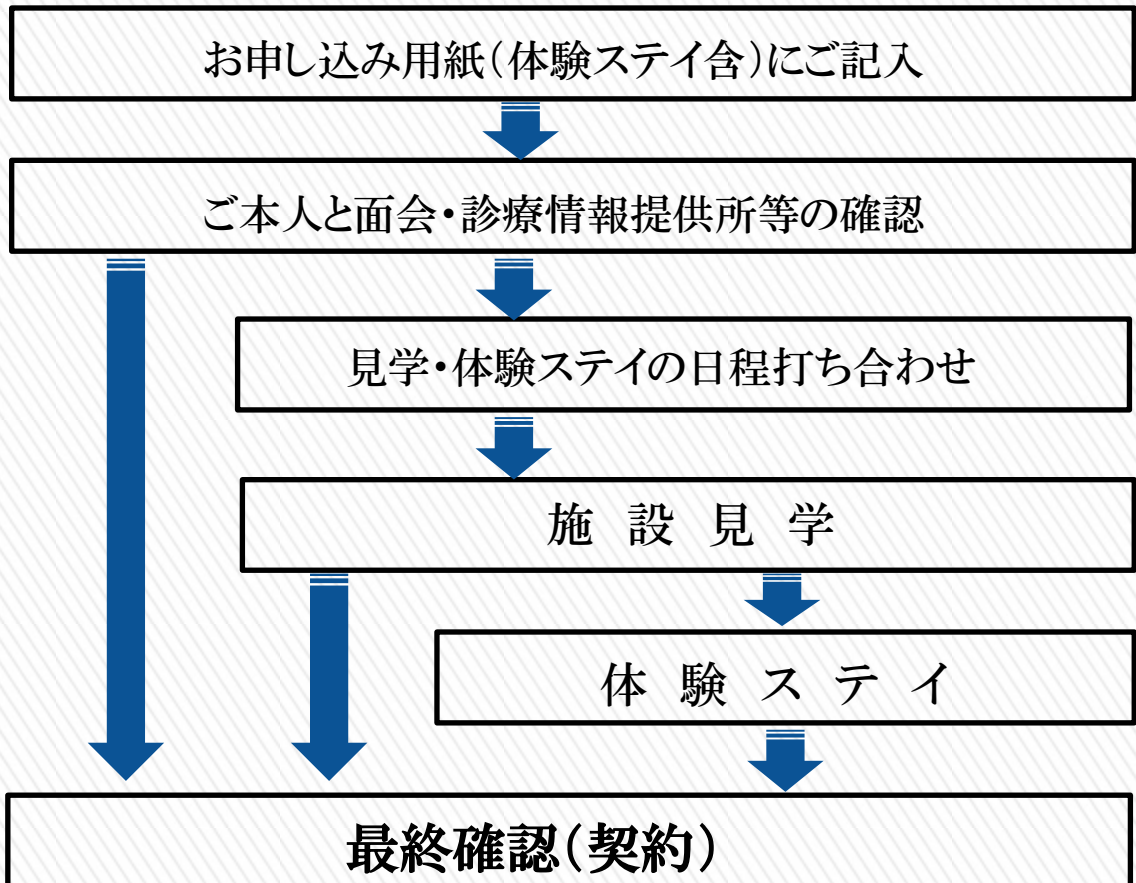 お申し込み用紙（体験ステイ含）にご記入
ご本人と面会・診療情報提供所等の確認
見学・体験ステイの日程打ち合わせ
施 設 見 学
体 験 ス テ イ
最終確認（契約）